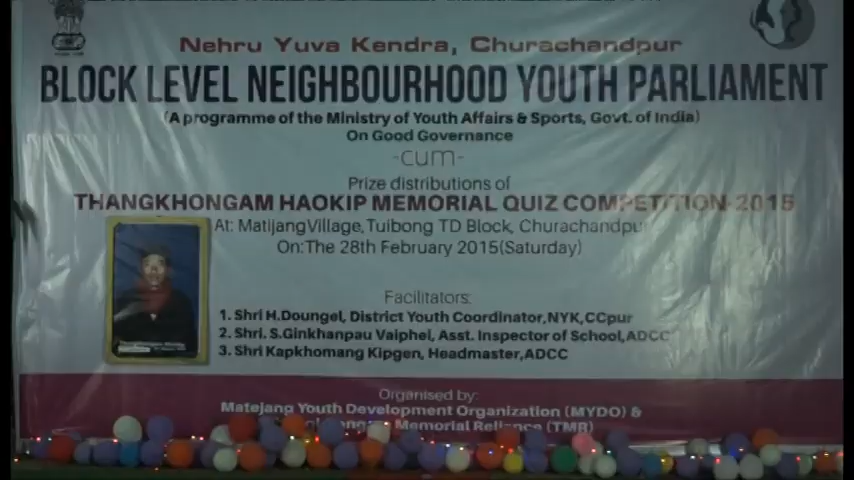 Nehru Yuva Kendra, Churachandpur
BLOCK LEVEL NEIGHBOURHOOD YOUTH PARLIAMENT
(A programme of the Ministry of Youth Affairs & Sports, Govt. of India)
On Good Governance
-cum-
Prize distributions of
THANGKHONGAM HAOKIP MEMORIAL QUIZ COMPETITION-2015
At: Matijang Village, Tuibong TD Block, Churachandpur
On:The 28th February 2015(Saturday)
Facilitators:
1. Shri H.Doungel, District Youth Coordinator,NYK,CCpur
2. Shri. S.Ginkhanpau Vaiphei, Asst. Inspector of School,ADCC
3. Shri Kapkhomang Kipgen, Headmaster,ADCC
Organised by:
Matejang Youth Development Organization (MYDO) &
Memorial Reliance (TMR)